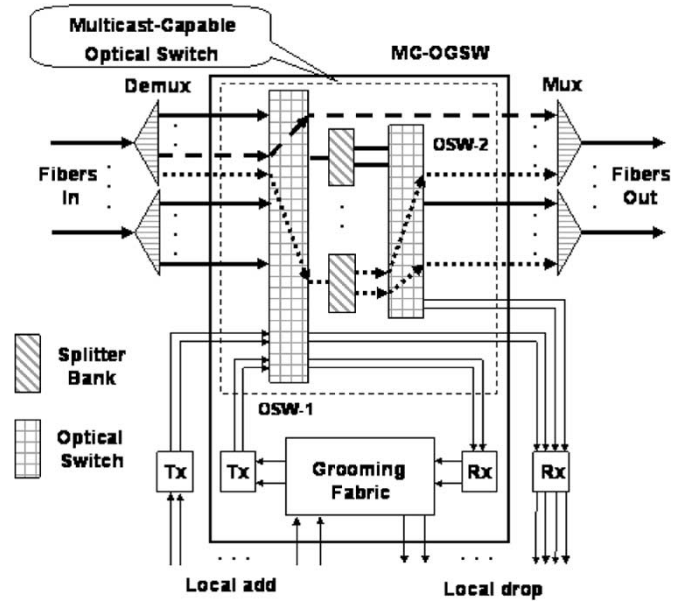 Multicast-Capable
Optical Switch
MC-OGSW
Demux
Mux
OSW-2
Fibers
In
Fibers
Out
Splitter
Bank
OSW-1
Optical
Switch
Tx
Tx
Grooming
Fabric
Rx
Rx
Local add
Local drop